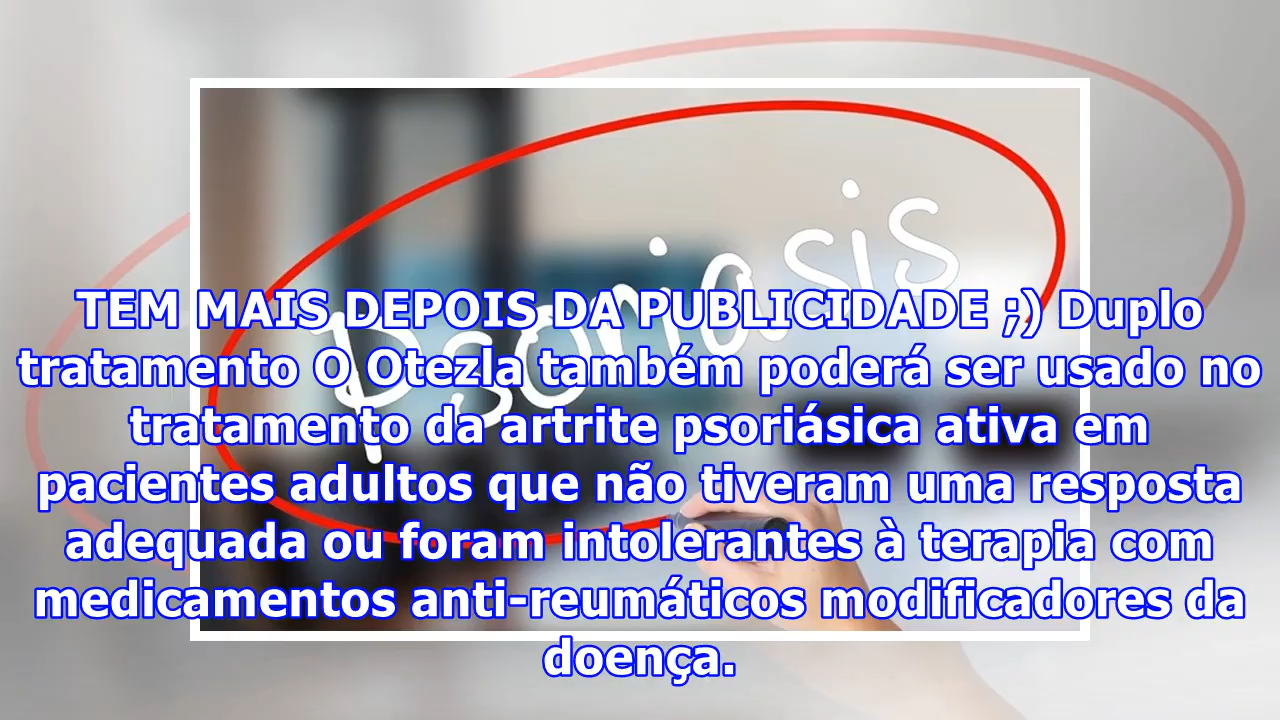 psoriasis
TEM MAIS DEPOIS DA PUBLICIDADE ;) Duplo
tratamento O Otezla também poderá ser usado no
tratamento da artrite psoriásica ativa em
pacientes adultos que não tiveram uma resposta
adequada ou foram intolerantes à terapia com
medicamentos anti-reumáticos modificadores da
doença.